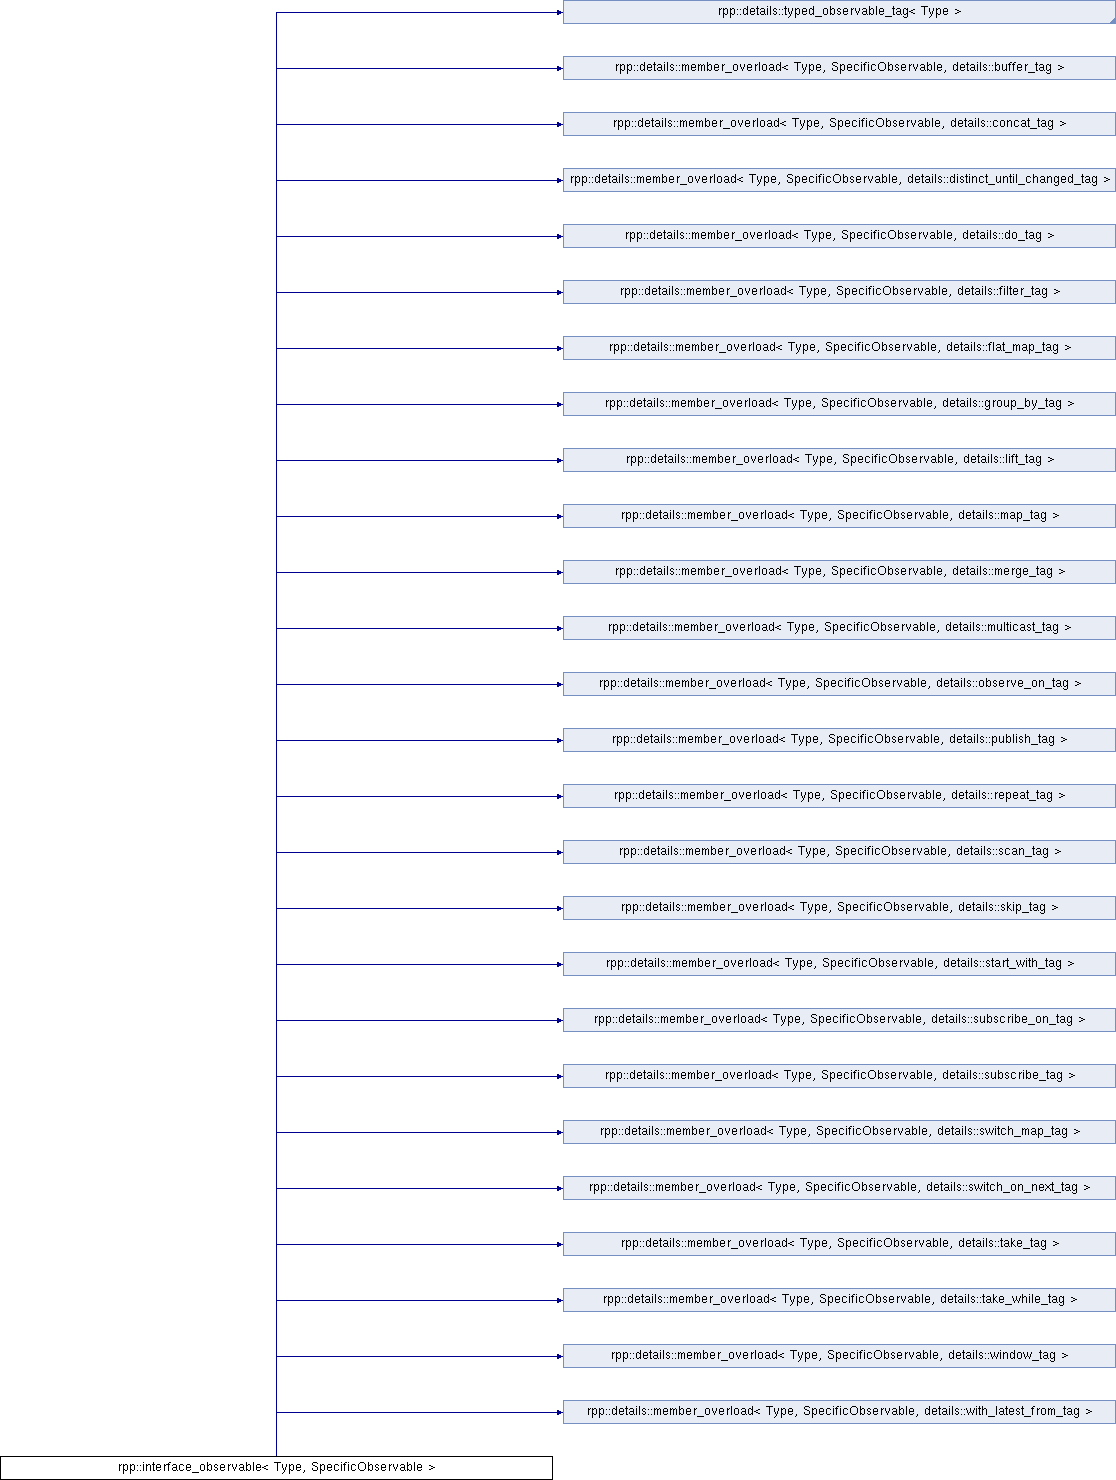 rpp::details::typed_observable_tag< Type >
rpp::details::member_overload< Type, SpecificObservable, details::buffer_tag >
rpp::details::member_overload< Type, SpecificObservable, details::concat_tag >
rpp::details::member_overload< Type, SpecificObservable, details::distinct_until_changed_tag >
rpp::details::member_overload< Type, SpecificObservable, details::do_tag >
rpp::details::member_overload< Type, SpecificObservable, details::filter_tag >
rpp::details::member_overload< Type, SpecificObservable, details::flat_map_tag >
rpp::details::member_overload< Type, SpecificObservable, details::group_by_tag >
rpp::details::member_overload< Type, SpecificObservable, details::lift_tag >
rpp::details::member_overload< Type, SpecificObservable, details::map_tag >
rpp::details::member_overload< Type, SpecificObservable, details::merge_tag >
rpp::details::member_overload< Type, SpecificObservable, details::multicast_tag >
rpp::details::member_overload< Type, SpecificObservable, details::observe_on_tag >
rpp::details::member_overload< Type, SpecificObservable, details::publish_tag >
rpp::details::member_overload< Type, SpecificObservable, details::repeat_tag >
rpp::details::member_overload< Type, SpecificObservable, details::scan_tag >
rpp::details::member_overload< Type, SpecificObservable, details::skip_tag >
rpp::details::member_overload< Type, SpecificObservable, details::start_with_tag >
rpp::details::member_overload< Type, SpecificObservable, details::subscribe_on_tag >
rpp::details::member_overload< Type, SpecificObservable, details::subscribe_tag >
rpp::details::member_overload< Type, SpecificObservable, details::switch_map_tag >
rpp::details::member_overload< Type, SpecificObservable, details::switch_on_next_tag >
rpp::details::member_overload< Type, SpecificObservable, details::take_tag >
rpp::details::member_overload< Type, SpecificObservable, details::take_while_tag >
rpp::details::member_overload< Type, SpecificObservable, details::window_tag >
rpp::details::member_overload< Type, SpecificObservable, details::with_latest_from_tag >
rpp::interface_observable< Type, SpecificObservable >